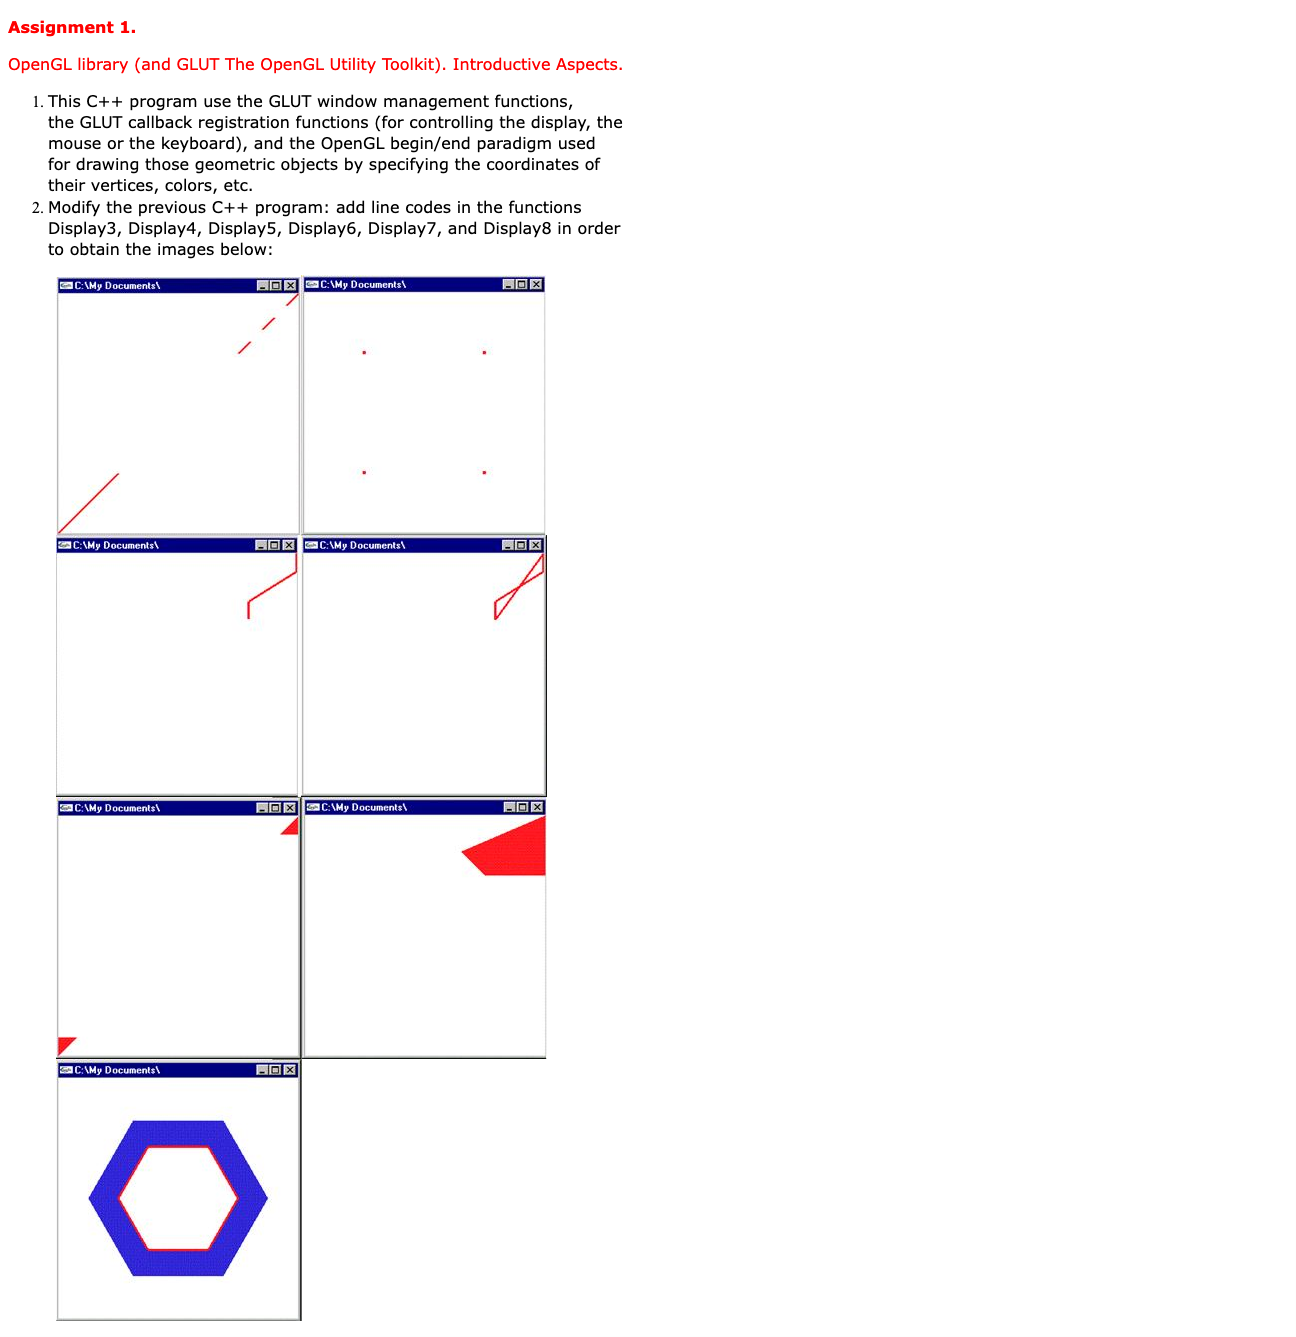 Assignment 1.
OpenGL library (and GLUT The OpenGL Utility Toolkit). Introductive Aspects.
1. This C++ program use the GLUT window management functions,
the GLUT callback registration functions (for controlling the display, the
mouse or the keyboard), and the OpenGL begin/end paradigm used
for drawing those geometric objects by specifying the coordinates of
their vertices, colors, etc.
2. Modify the previous C++ program: add line codes in the functions
Display3, Display4, Display5, Display6, Display7, and Display8 in order
to obtain the images below:
C:\My Documents\
C:\My Documents\
C:\My Documents\
C:\My Documents\
C:\My Documents\
C:\My Documents\
C:\My Documents\